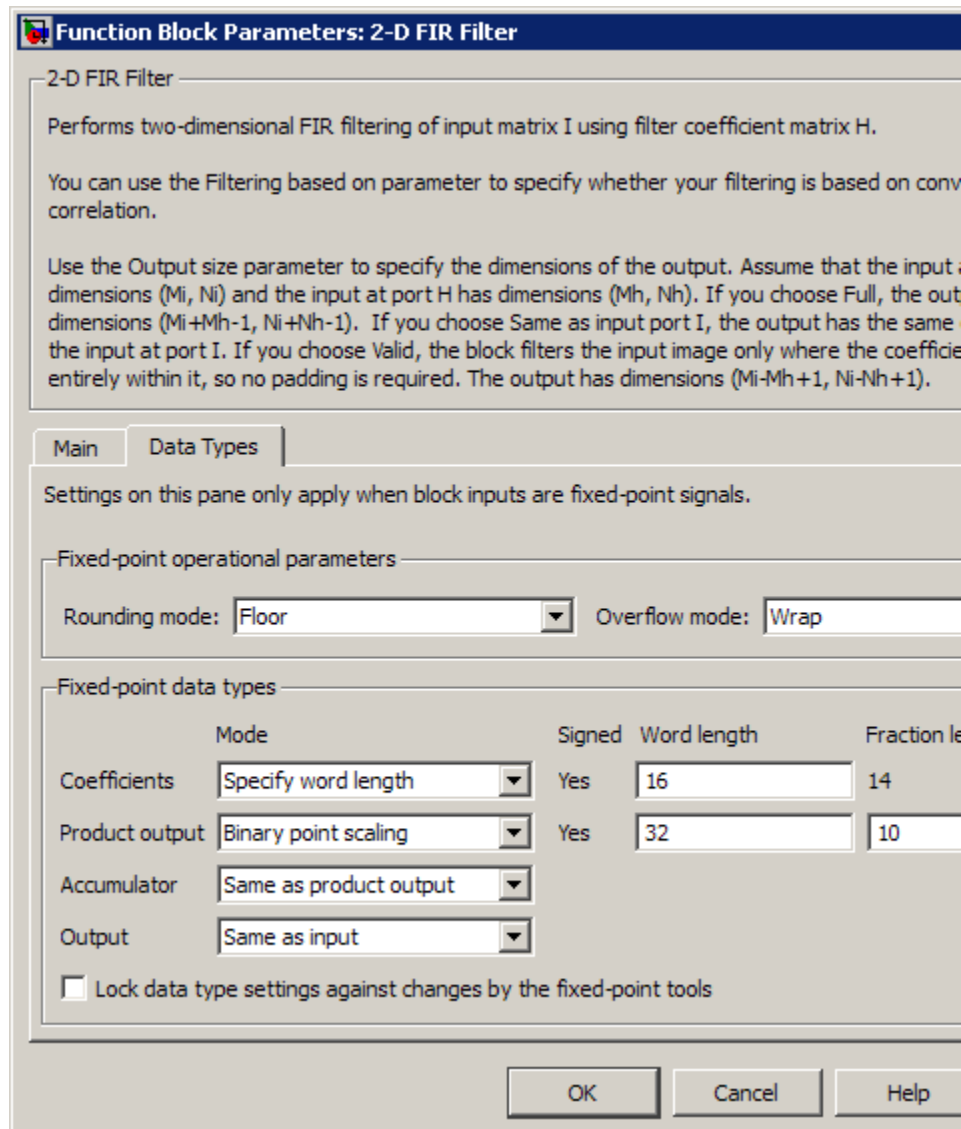 Function Block Parameters: 2-D FIR Filter
2-D FIR Filter
Performs two-dimensional FIR filtering of input matrix I using filter coefficient matrix H.
You can use the Filtering based on parameter to specify whether your filtering is based on conv
correlation.
Use the Output size parameter to specify the dimensions of the output. Assume that the input a
dimensions (Mi, Ni) and the input at port H has dimensions (Mh, Nh). If you choose Full, the out
dimensions (Mi+Mh-1, Ni+Nh-1).  If you choose Same as input port I, the output has the same
the input at port I. If you choose Valid, the block filters the input image only where the coefficie
entirely within it, so no padding is required. The output has dimensions (Mi-Mh+1, Ni-Nh+1).
Main Data Types
Settings on this pane only apply when block inputs are fixed-point signals.
Fixed-point operational parameters
Rounding mode: Floor Overflow mode: Wrap
Fixed-point data types
Mode Signed Word length Fraction le
Coefficients Specify word length Yes 16 14
Product output Binary point scaling Yes 32 10
Accumulator Same as product output
Output Same as input
Lock data type settings against changes by the fixed-point tools
OK Cancel Help